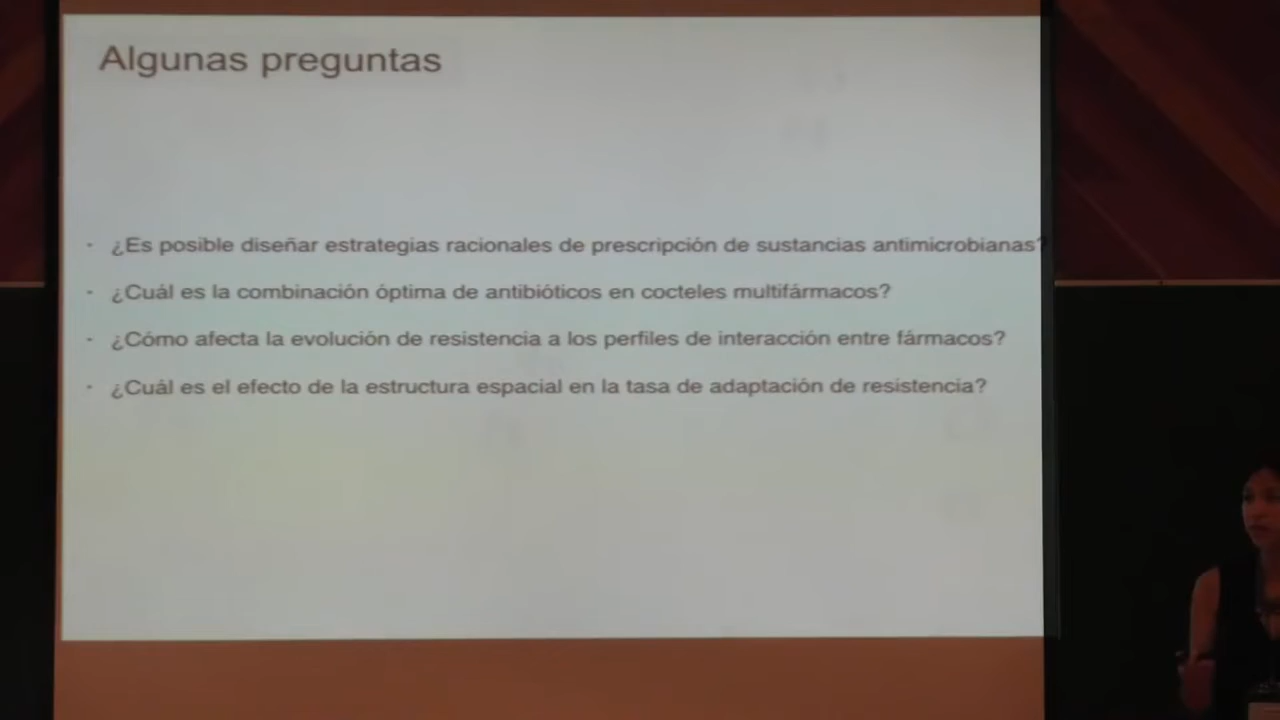 Algunas preguntas
· ¿Es posible diseñar estrategias racionales de prescripción de sustancias antimicrobianas?
· ¿Cuál es la combinación óptima de antibióticos en cocteles multifármacos?
· ¿Cómo afecta la evolución de resistencia a los perfiles de interacción entre fármacos?
· ¿Cuál es el efecto de la estructura espacial en la tasa de adaptación de resistencia?